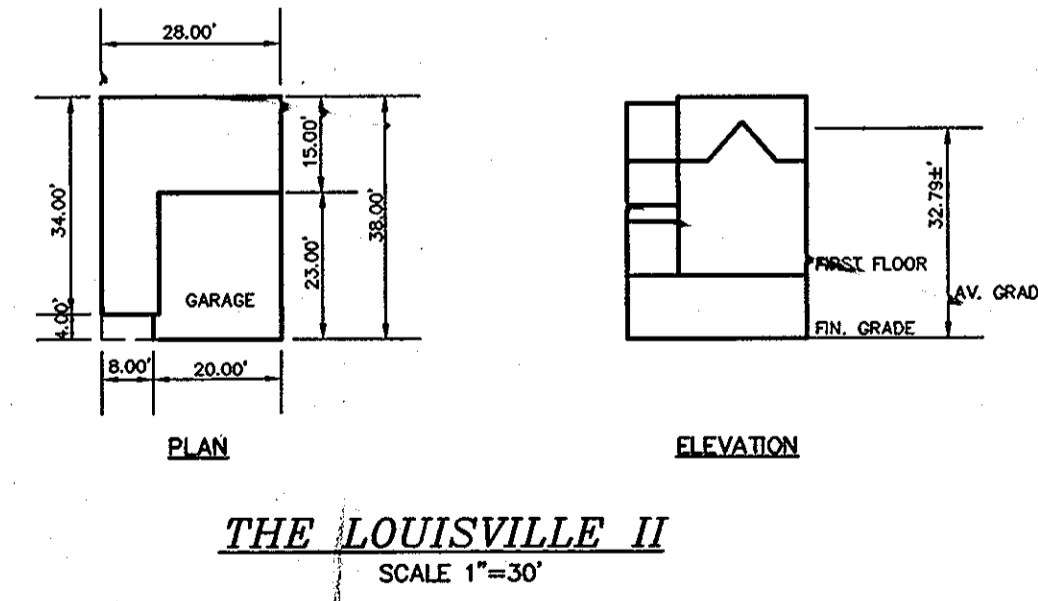 28.00'
34.00'
4.00'
15.00'
23.00'
38.00'
GARAGE
8.00'
20.00'
PLAN
32.79±'
FIRST FLOOR
AV. GRAD
FIN. GRADE
ELEVATION
THE LOUISVILLE II
SCALE 1"=30'